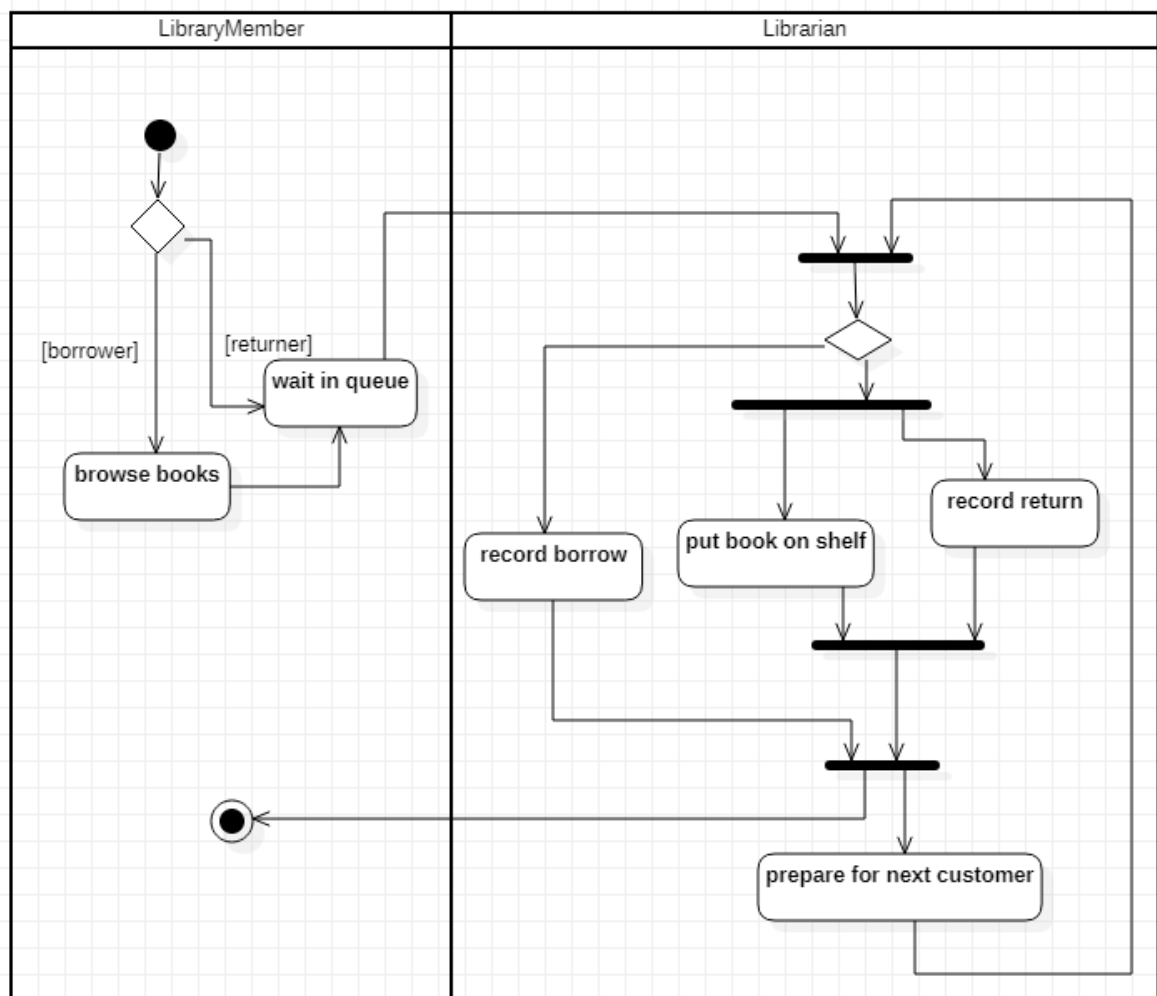 LibraryMember
Librarian
[borrower]
[returner]
wait in queue
browse books
record return
put book on shelf
record borrow
prepare for next customer